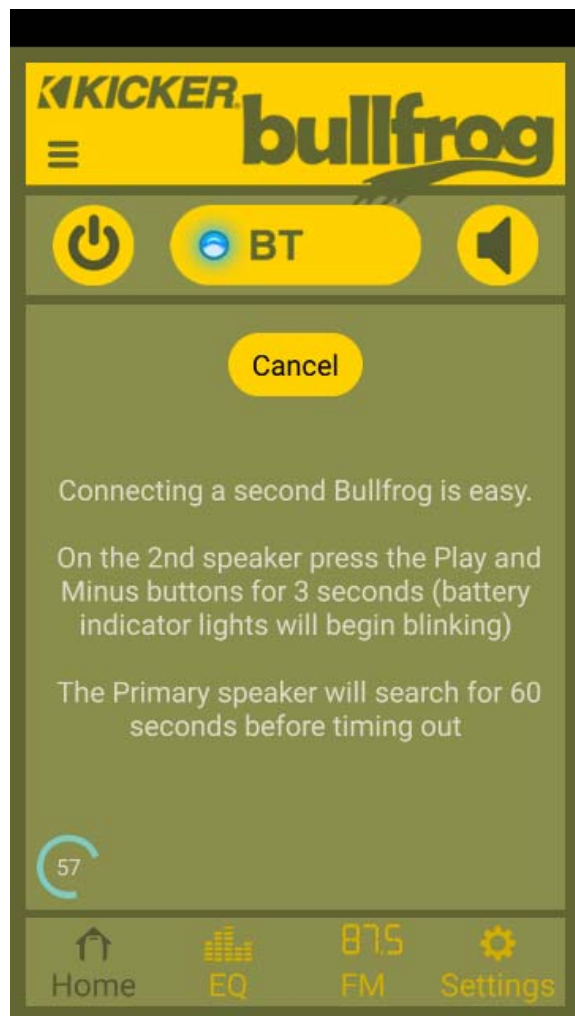 KICKER
bullfrog
BT
Cancel
Connecting a second Bullfrog is easy.
On the 2nd speaker press the Play and
Minus buttons for 3 seconds (battery
indicator lights will begin blinking)
The Primary speaker will search for 60
seconds before timing out
57
87.5
Home EQ FM Settings